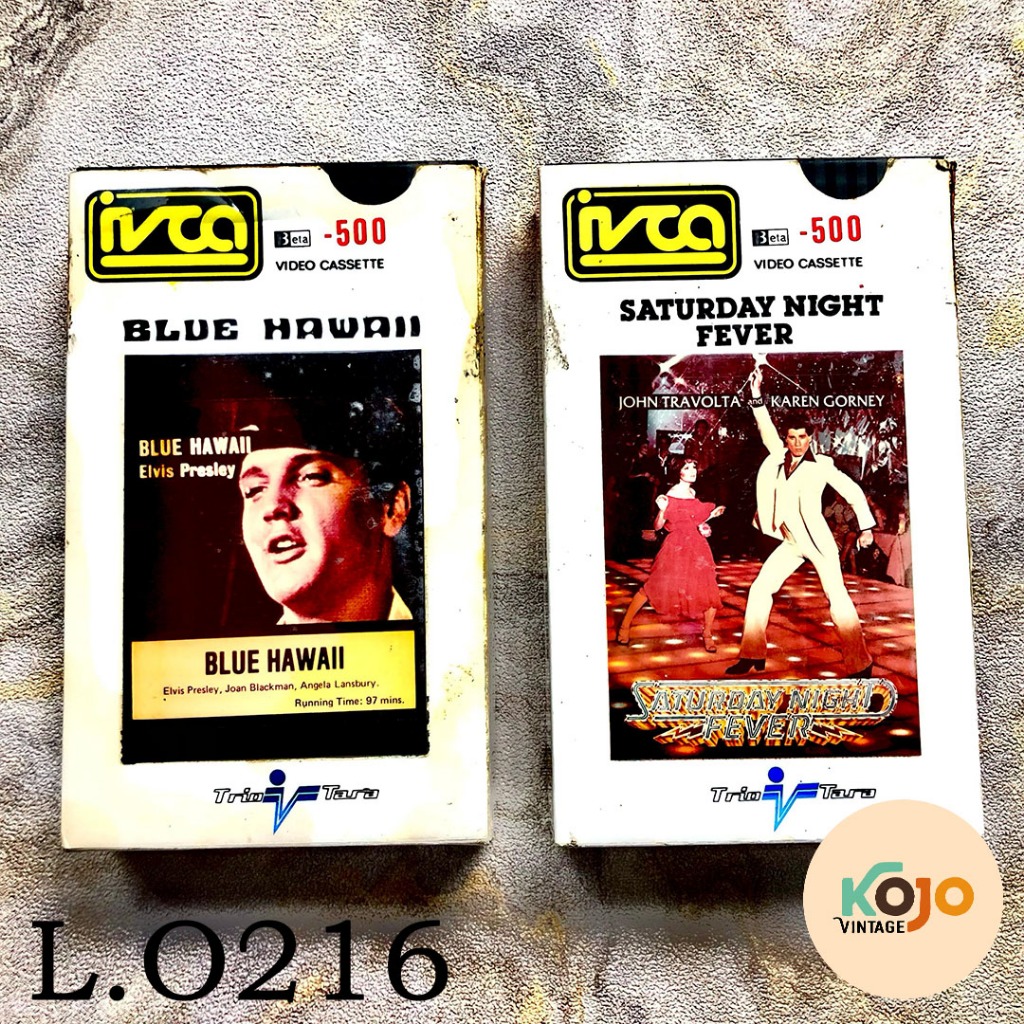 ivca
Beta -500
VIDEO CASSETTE
BLUE HAWAII
BLUE HAWAII
Elvis Presley
BLUE HAWAII
Elvis Presley, Joan Blackman, Angela Lansbury.
Running Time: 97 mins.
Trio Tara
ivca
Beta -500
VIDEO CASSETTE
SATURDAY NIGHT
FEVER
JOHN TRAVOLTA and KAREN GORNEY
SATURDAY NIGHT
FEVER
Trio Tara
KOJO
VINTAGE
L.O216